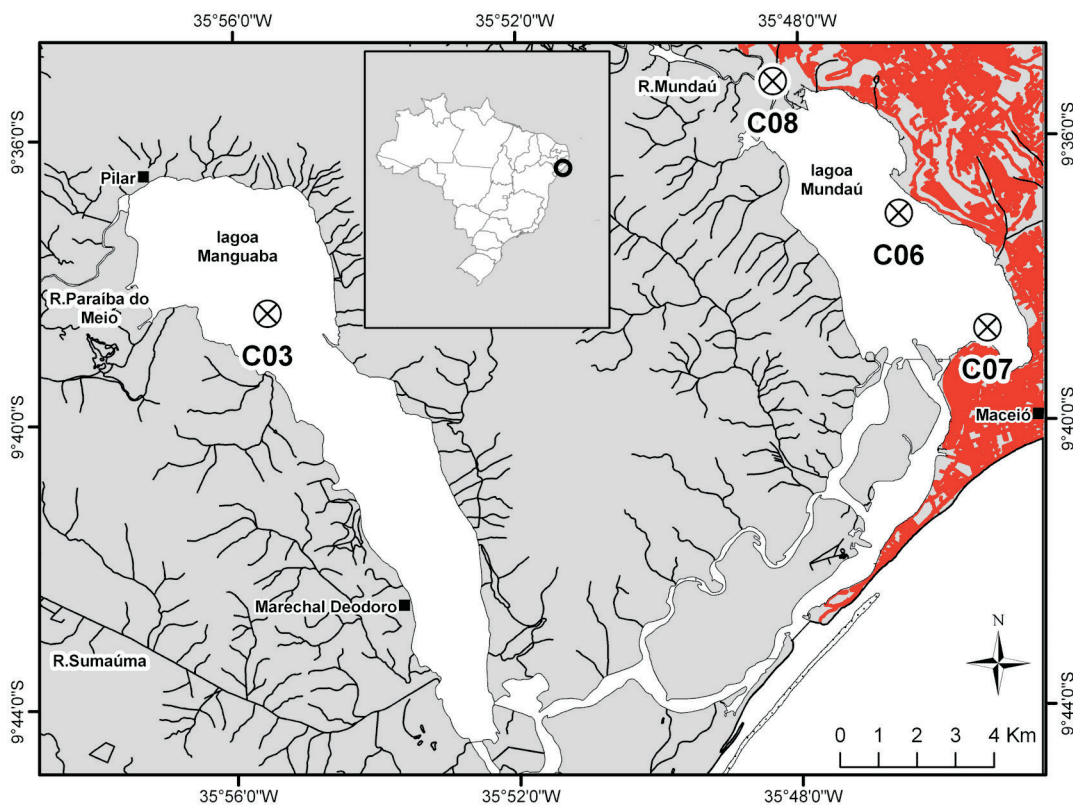 35°56'0"W
35°52'0"W
35°48'0"W
R.Mundaú
C08
9°36'0"S
9°36'0"S
Pilar
lagoa
Mundaú
lagoa
Manguaba
C06
R.Paraíba do
Meio
C03
C07
Maceió
9°40'0"S
9°40'0"S
Marechal Deodoro
R.Sumaúma
N
9°44'0"S
9°44'0"S
0 1 2 3 4 Km
35°56'0"W
35°52'0"W
35°48'0"W